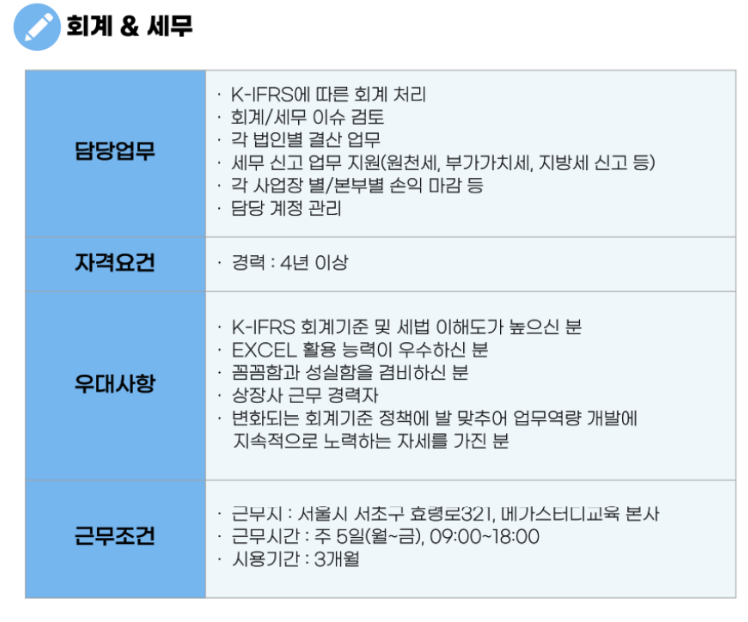 회계 & 세무
담당업무
· K-IFRS에 따른 회계 처리
· 회계/세무 이슈 검토
· 각 법인별 결산 업무
· 세무 신고 업무 지원(원천세, 부가가치세, 지방세 신고 등)
· 각 사업장 별/본부별 손익 마감 등
· 담당 계정 관리
자격요건
· 경력 : 4년 이상
우대사항
· K-IFRS 회계기준 및 세법 이해도가 높으신 분
· EXCEL 활용 능력이 우수하신 분
· 꼼꼼함과 성실함을 겸비하신 분
· 상장사 근무 경력자
· 변화되는 회계기준 정책에 발 맞추어 업무역량 개발에
지속적으로 노력하는 자세를 가진 분
근무조건
· 근무지 : 서울시 서초구 효령로321, 메가스터디교육 본사
· 근무시간 : 주 5일(월~금), 09:00~18:00
· 시용기간 : 3개월